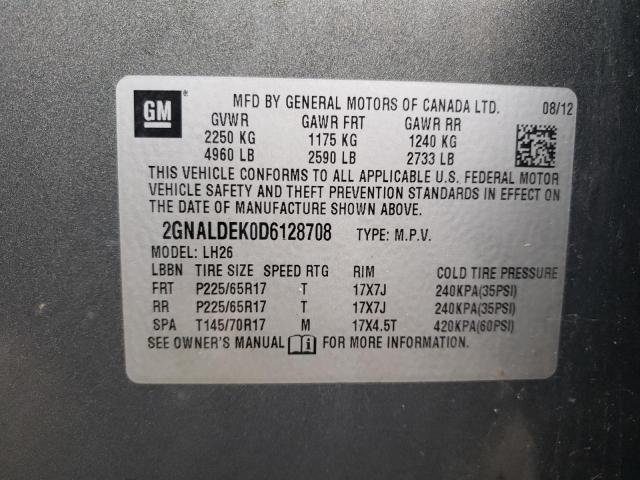 GM
MFD BY GENERAL MOTORS OF CANADA LTD. 08/12
GVWR GAWR FRT GAWR RR
2250 KG 1175 KG 1240 KG
4960 LB 2590 LB 2733 LB
THIS VEHICLE CONFORMS TO ALL APPLICABLE U.S. FEDERAL MOTOR
VEHICLE SAFETY AND THEFT PREVENTION STANDARDS IN EFFECT ON
THE DATE OF MANUFACTURE SHOWN ABOVE.
2GNALDEK0D6128708 TYPE: M.P.V.
MODEL: LH26
LBBN TIRE SIZE SPEED RTG RIM COLD TIRE PRESSURE
FRT P225/65R17 T 17X7J 240KPA(35PSI)
RR P225/65R17 T 17X7J 240KPA(35PSI)
SPA T145/70R17 M 17X4.5T 420KPA(60PSI)
SEE OWNER'S MANUAL FOR MORE INFORMATION.